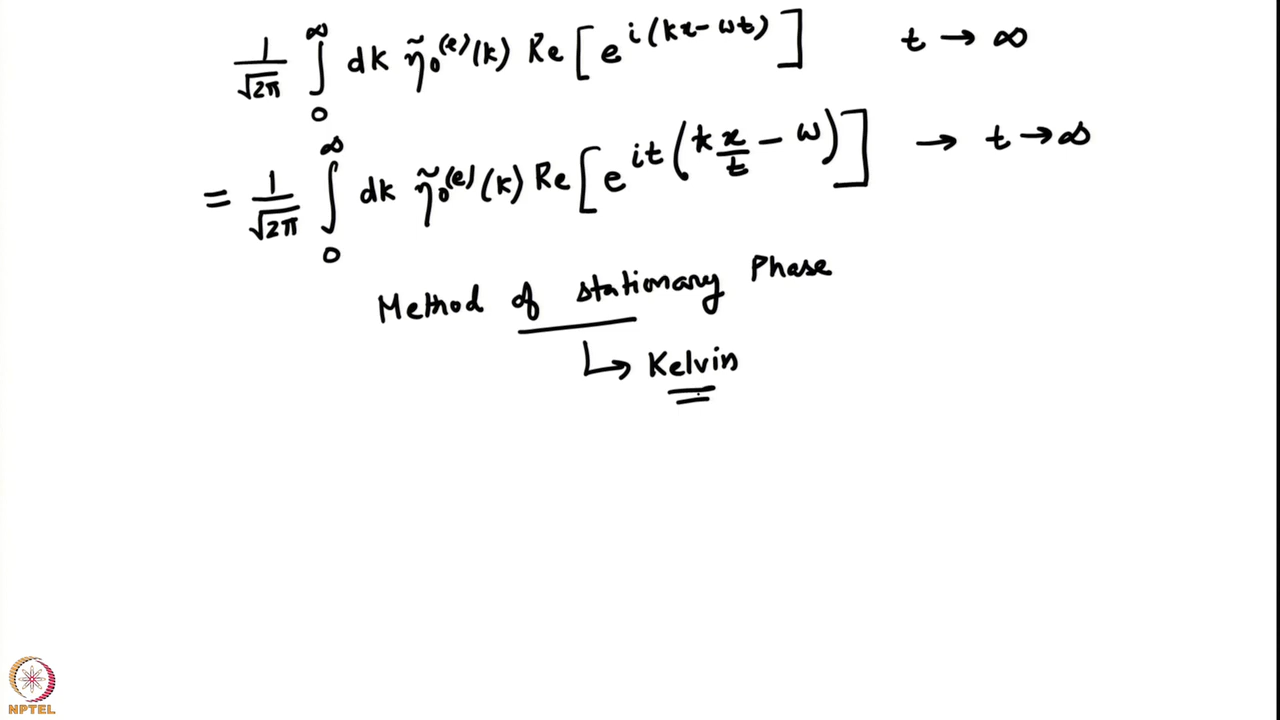 1/√2π ∫₀^∞ dk η̃₀^(e)(k) Re[e^{i(kx-ωt)}] t → ∞
= 1/√2π ∫₀^∞ dk η̃₀^(e)(k) Re[e^{it(k x/t - ω)}] → t → ∞
Method of stationary Phase
↳ Kelvin
NPTEL